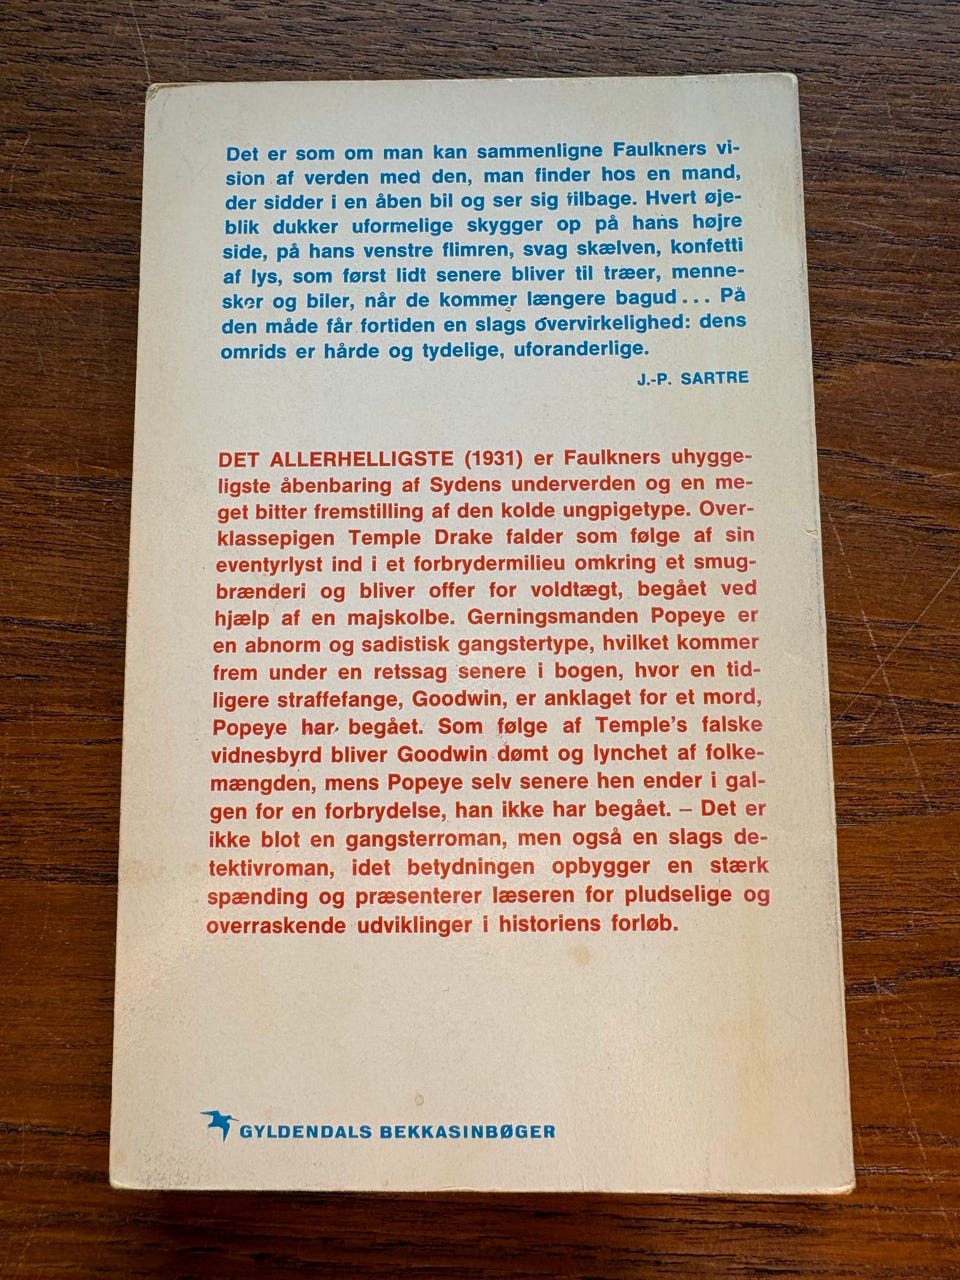 Det er som om man kan sammenligne Faulkners vi-
sion af verden med den, man finder hos en mand,
der sidder i en åben bil og ser sig tilbage. Hvert øje-
blik dukker uformelige skygger op på hans højre
side, på hans venstre flimren, svag skælven, konfetti
af lys, som først lidt senere bliver til træer, menne-
sker og biler, når de kommer længere bagud... På
den måde får fortiden en slags overvirkelighed: dens
omrids er hårde og tydelige, uforanderlige.
J.-P. SARTRE
DET ALLERHELLIGSTE (1931) er Faulkners uhygge-
ligste åbenbaring af Sydens underverden og en me-
get bitter fremstilling af den kolde ungpigetype. Over-
klassepigen Temple Drake falder som følge af sin
eventyrlyst ind i et forbrydermilieu omkring et smug-
brænderi og bliver offer for voldtægt, begået ved
hjælp af en majskolbe. Gerningsmanden Popeye er
en abnorm og sadistisk gangstertype, hvilket kommer
frem under en retssag senere i bogen, hvor en tid-
ligere straffefange, Goodwin, er anklaget for et mord,
Popeye har begået. Som følge af Temple's falske
vidnesbyrd bliver Goodwin dømt og lynchet af folke-
mængden, mens Popeye selv senere hen ender i gal-
gen for en forbrydelse, han ikke har begået. – Det er
ikke blot en gangsterroman, men også en slags de-
tektivroman, idet betydningen opbygger en stærk
spænding og præsenterer læseren for pludselige og
overraskende udviklinger i historiens forløb.
GYLDENDALS BEKKASINBØGER